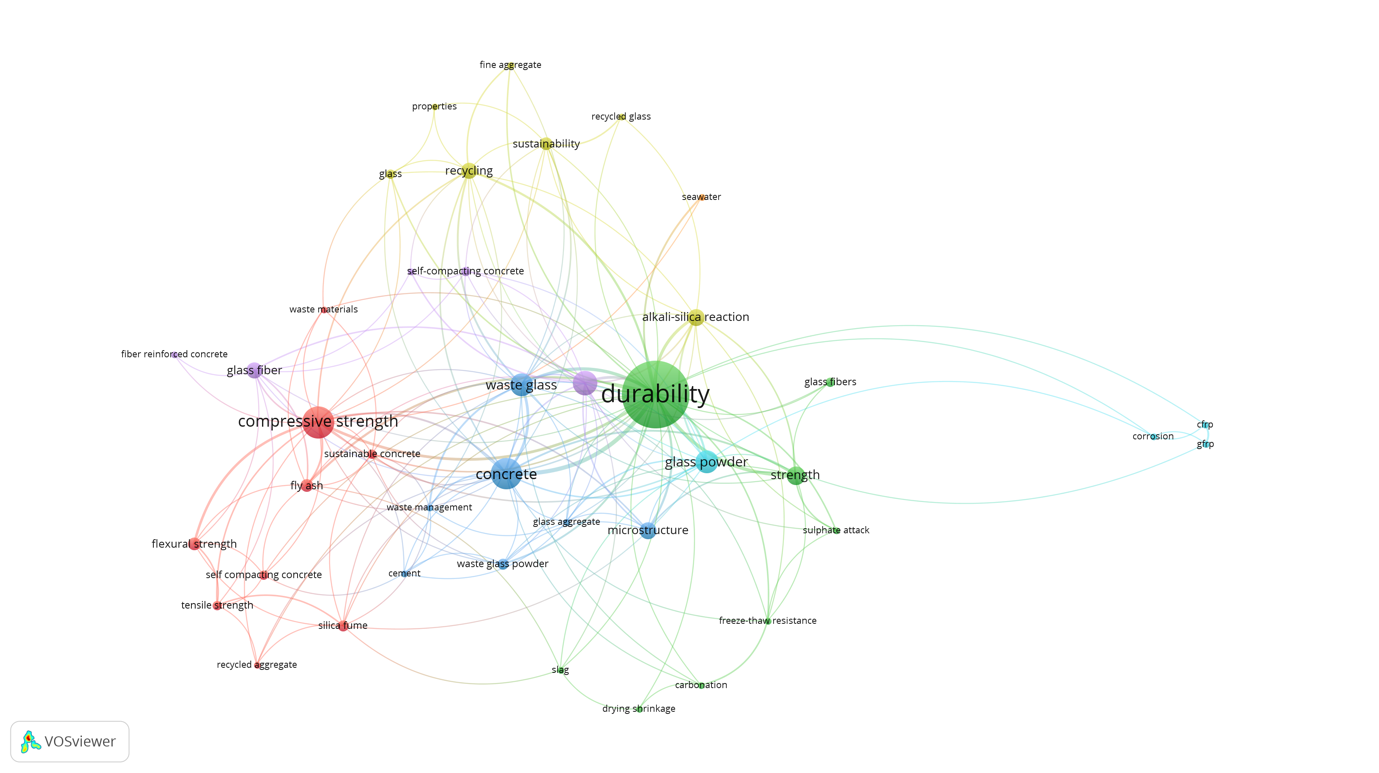 fine aggregate
properties
recycled glass
sustainability
recycling
glass
seawater
self-compacting concrete
waste materials
alkali-silica reaction
fiber reinforced concrete
glass fiber
glass fibers
waste glass
durability
compressive strength
cfrp
corrosion
gfrp
sustainable concrete
glass powder
concrete
strength
fly ash
waste management
glass aggregate
microstructure
sulphate attack
flexural strength
waste glass powder
cement
self compacting concrete
tensile strength
freeze-thaw resistance
silica fume
recycled aggregate
slag
carbonation
drying shrinkage
VOSviewer